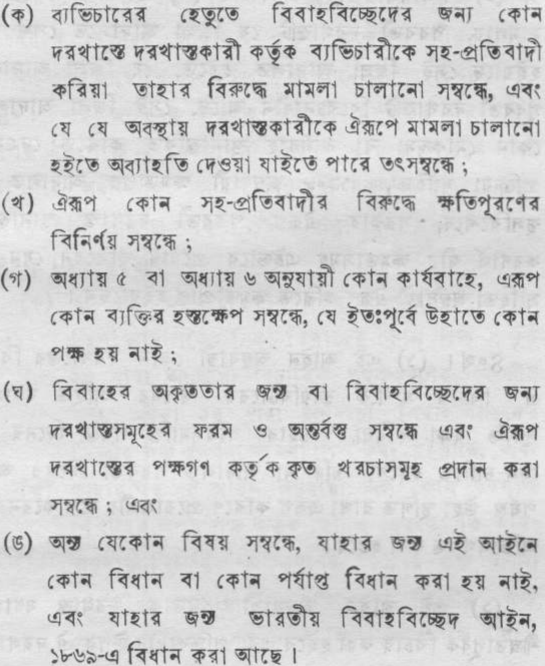 (ক) ব্যভিচারের হেতুতে বিবাহবিচ্ছেদের জন্য কোন
দরখাস্তে দরখাস্তকারী কর্তৃক ব্যভিচারীকে সহ-প্রতিবাদী
করিয়া তাহার বিরুদ্ধে মামলা চালানো সম্বন্ধে, এবং
যে যে অবস্থায় দরখাস্তকারীকে ঐরূপে মামলা চালানো
হইতে অব্যাহতি দেওয়া যাইতে পারে তৎসম্বন্ধে ;
(খ) ঐরূপ কোন সহ-প্রতিবাদীর বিরুদ্ধে ক্ষতিপূরণের
বিনির্ণয় সম্বন্ধে ;
(গ) অধ্যায় ৫ বা অধ্যায় ৬ অনুযায়ী কোন কার্যবাহে, এরূপ
কোন ব্যক্তির হস্তক্ষেপ সম্বন্ধে, যে ইতঃপূর্বে উহাতে কোন
পক্ষ হয় নাই ;
(ঘ) বিবাহের অকৃততার জন্য বা বিবাহবিচ্ছেদের জন্য
দরখাস্তসমূহের ফরম ও অন্তর্বস্তু সম্বন্ধে এবং ঐরূপ
দরখাস্তের পক্ষগণ কর্তৃক কৃত খরচাসমূহ প্রদান করা
সম্বন্ধে ; এবং
(ঙ) অন্য যেকোন বিষয় সম্বন্ধে, যাহার জন্য এই আইনে
কোন বিধান বা কোন পর্যাপ্ত বিধান করা হয় নাই,
এবং যাহার জন্য ভারতীয় বিবাহবিচ্ছেদ আইন,
১৮৬৯-এ বিধান করা আছে ।